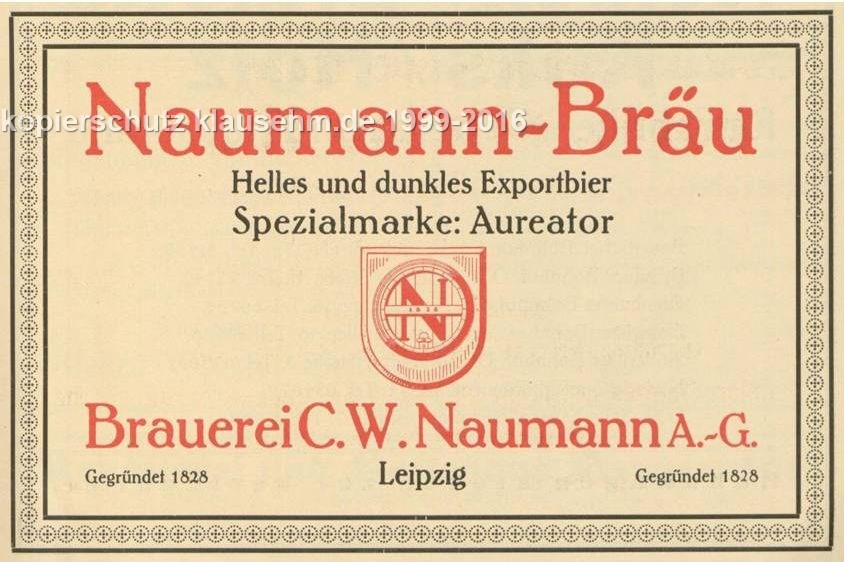 Naumann-Bräu
kopierschutz klausehm.de 1999-2016
Helles und dunkles Exportbier
Spezialmarke: Aureator
N
1828
Brauerei C. W. Naumann A.-G.
Gegründet 1828 Leipzig Gegründet 1828